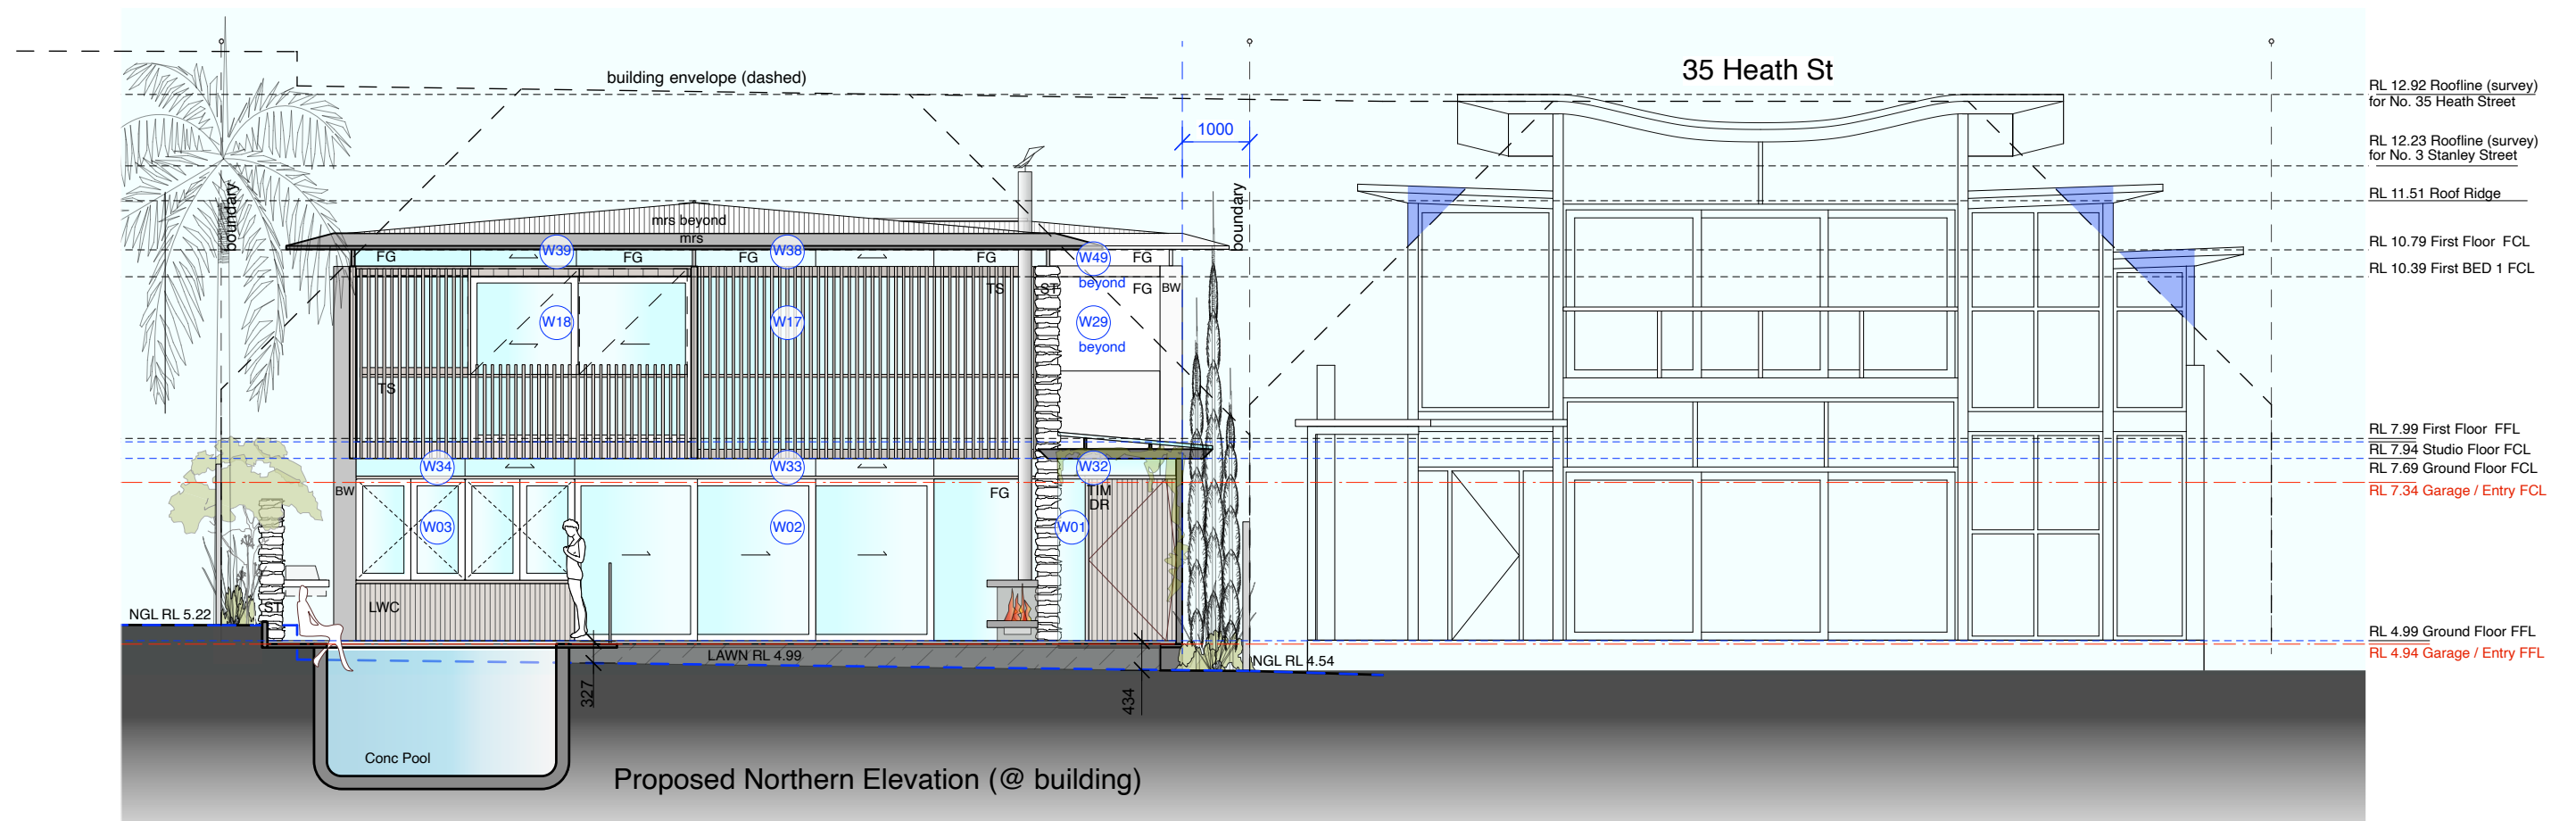 35 Heath St
building envelope (dashed)
RL 12.92 Roofline (survey)
for No. 35 Heath Street
1000
RL 12.23 Roofline (survey)
for No. 3 Stanley Street
boundary
boundary
RL 11.51 Roof Ridge
mrs beyond
mrs
RL 10.79 First Floor FCL
FG
W39
FG
FG
W38
FG
W49
FG
RL 10.39 First BED 1 FCL
beyond
TS
ST
FG
BW
W18
W17
W29
beyond
TS
RL 7.99 First Floor FFL
RL 7.94 Studio Floor FCL
W34
W33
W32
RL 7.69 Ground Floor FCL
RL 7.34 Garage / Entry FCL
BW
FG
TIM
DR
W03
W02
W01
NGL RL 5.22
ST
LWC
RL 4.99 Ground Floor FFL
LAWN RL 4.99
NGL RL 4.54
RL 4.94 Garage / Entry FFL
327
434
Conc Pool
Proposed Northern Elevation (@ building)